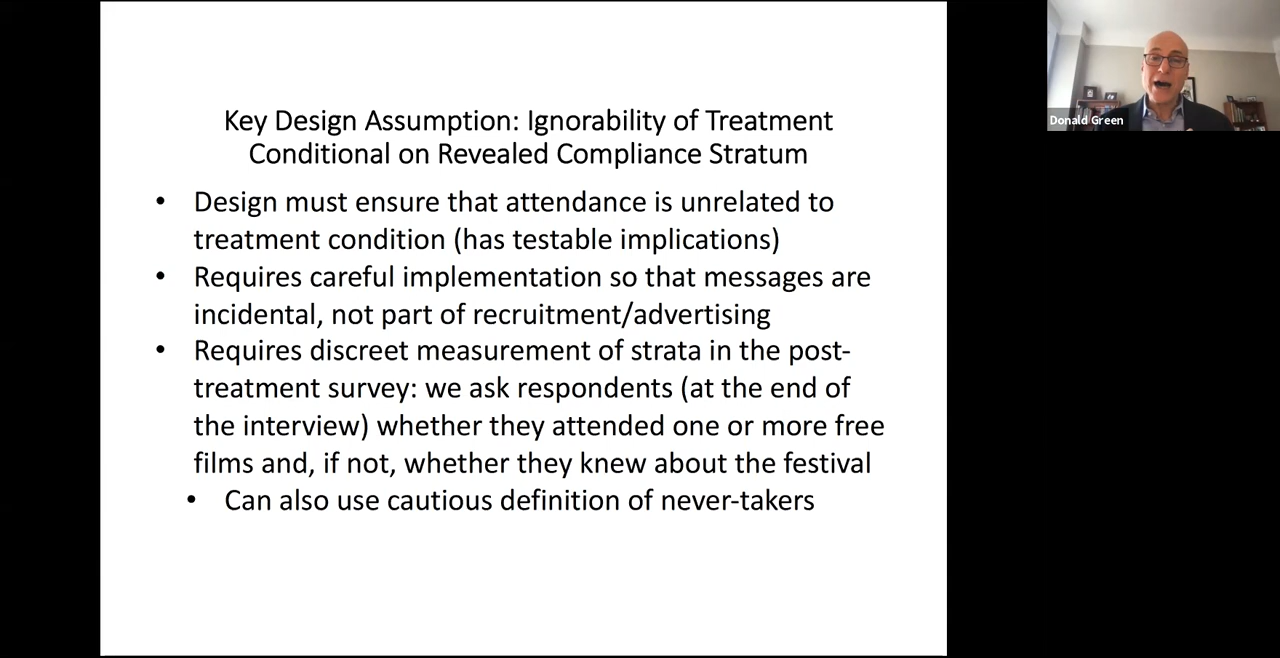 Key Design Assumption: Ignorability of Treatment
Conditional on Revealed Compliance Stratum
• Design must ensure that attendance is unrelated to
treatment condition (has testable implications)
• Requires careful implementation so that messages are
incidental, not part of recruitment/advertising
• Requires discreet measurement of strata in the post-
treatment survey: we ask respondents (at the end of
the interview) whether they attended one or more free
films and, if not, whether they knew about the festival
• Can also use cautious definition of never-takers
Donald Green